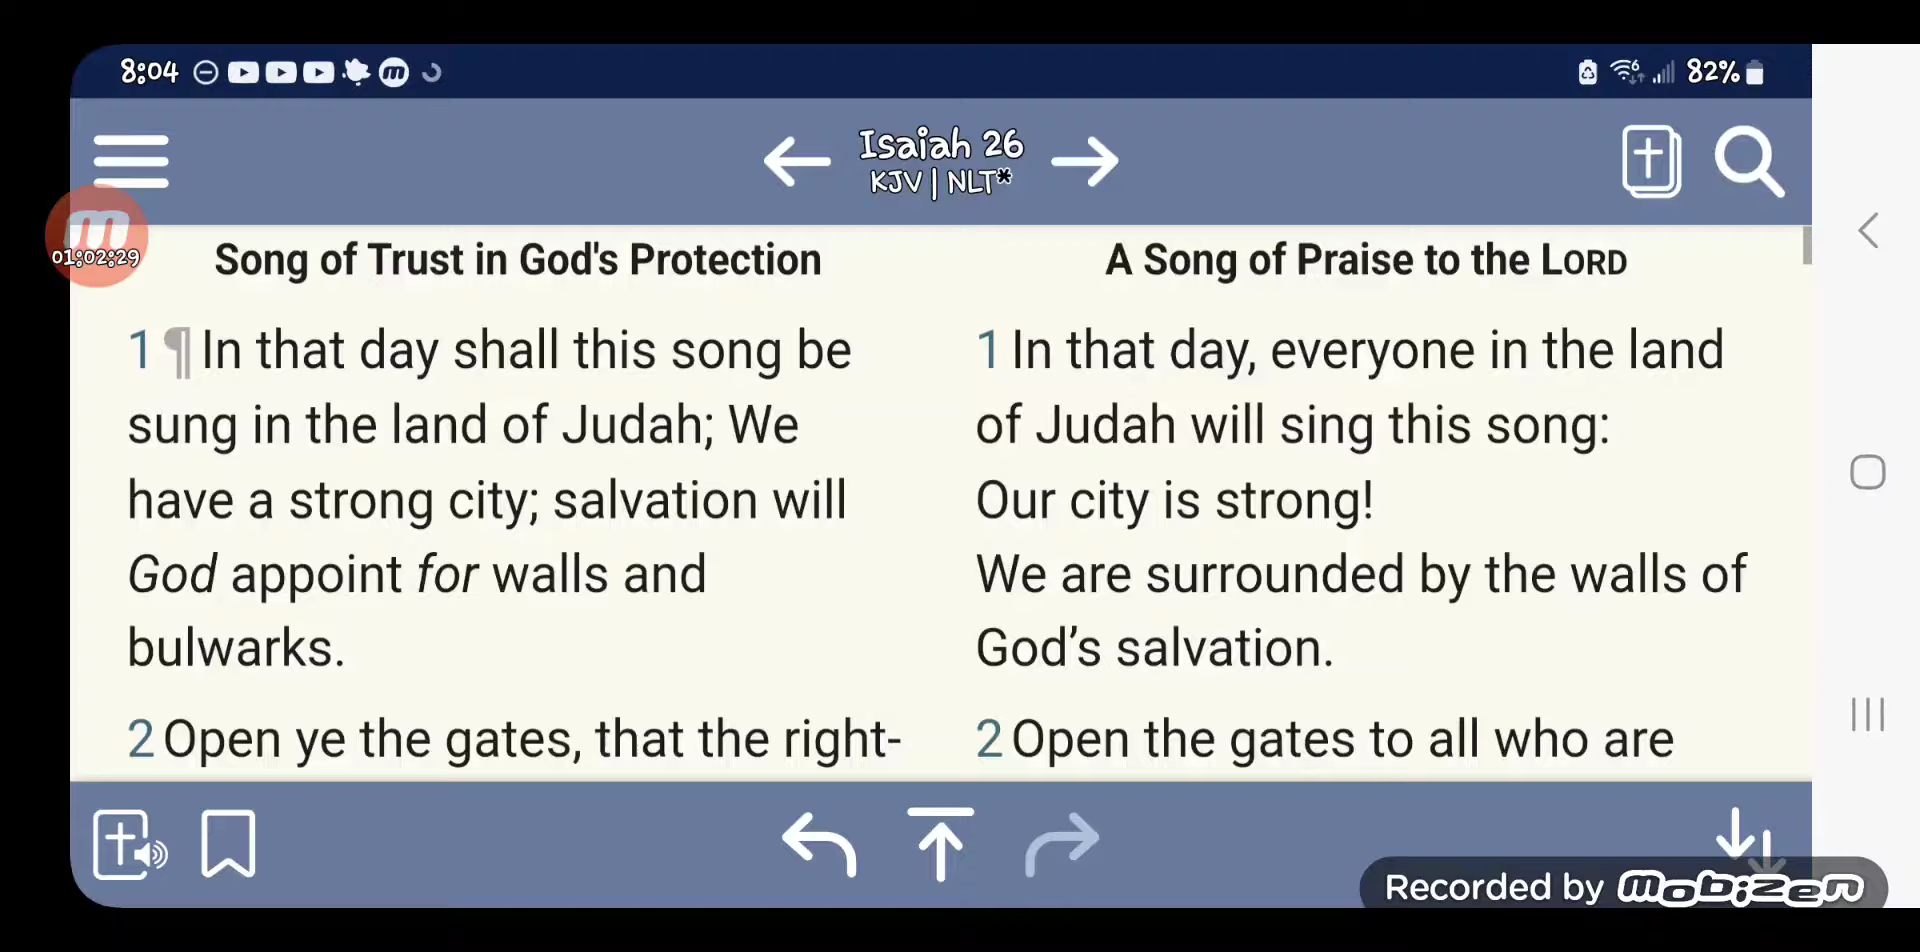 8:04
82%
Isaiah 26
KJV | NLT*
01:02:29
Song of Trust in God's Protection
1 ¶ In that day shall this song be
sung in the land of Judah; We
have a strong city; salvation will
God appoint for walls and
bulwarks.
2 Open ye the gates, that the right-
A Song of Praise to the LORD
1 In that day, everyone in the land
of Judah will sing this song:
Our city is strong!
We are surrounded by the walls of
God’s salvation.
2 Open the gates to all who are
Recorded by mobizen